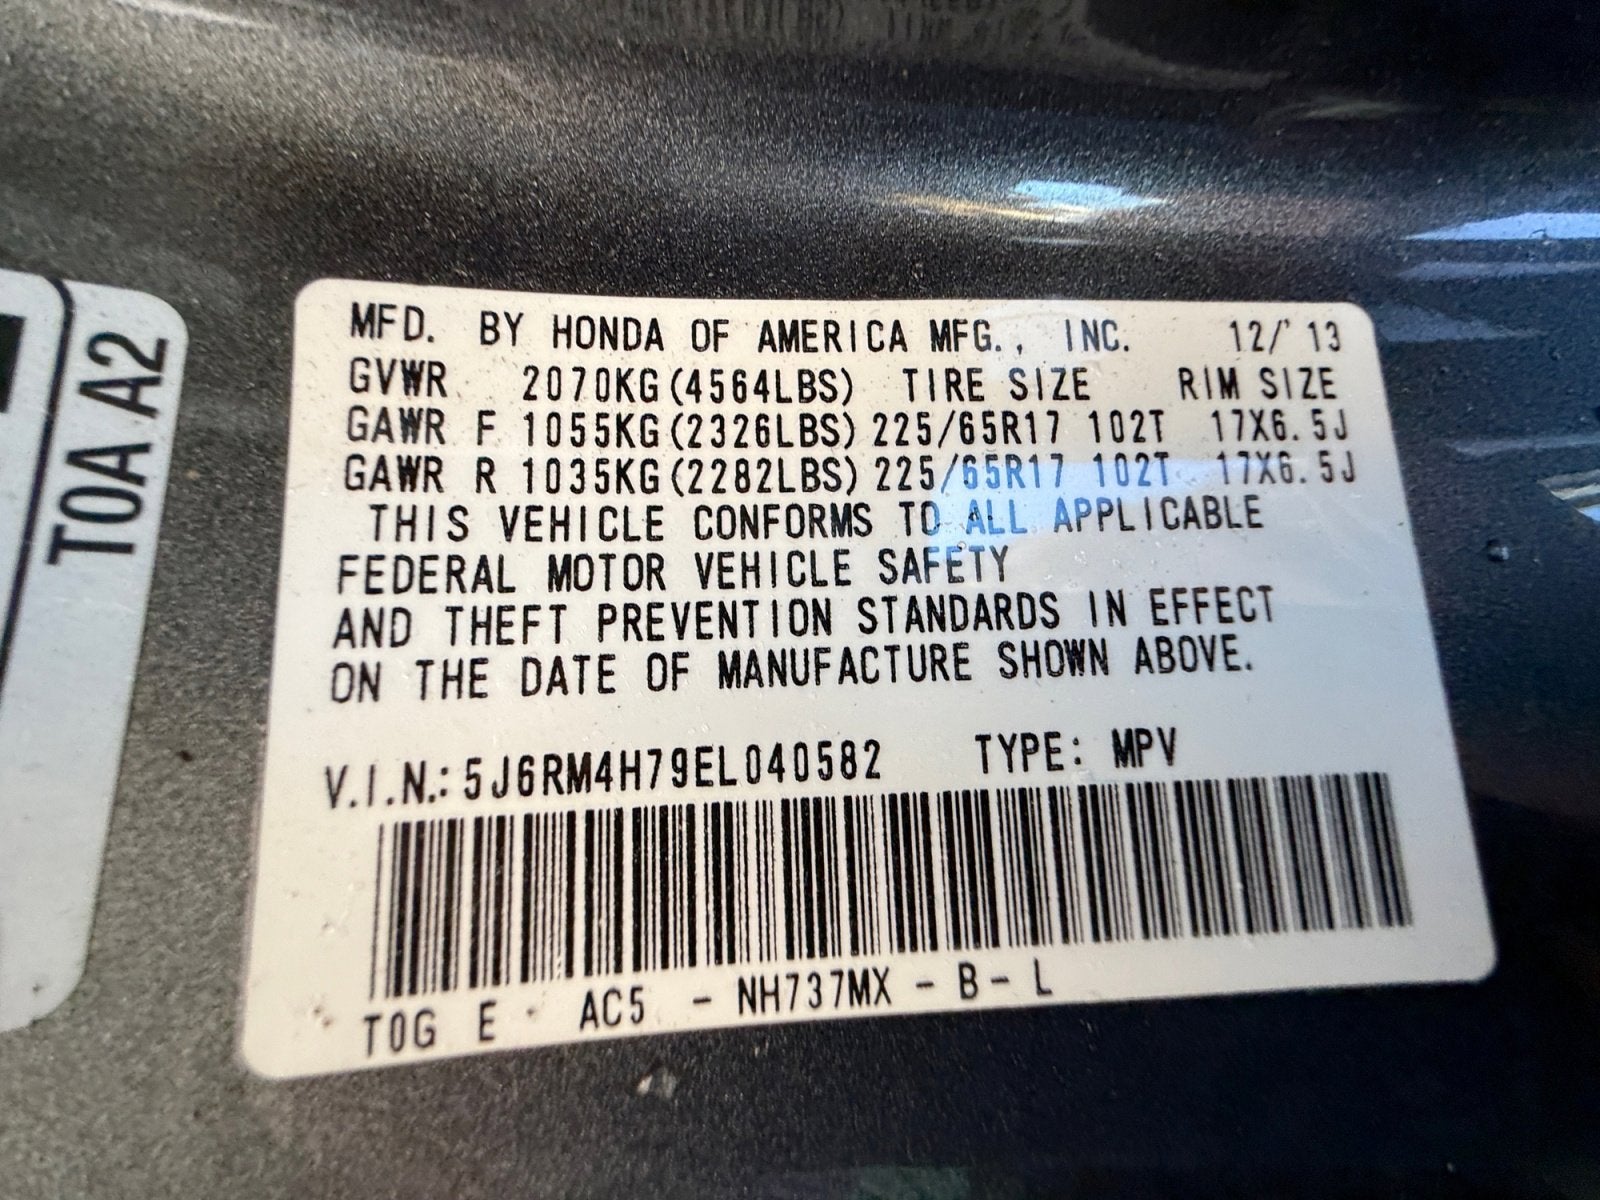 MFD. BY HONDA OF AMERICA MFG., INC. 12/'13
GVWR 2070KG(4564LBS) TIRE SIZE RIM SIZE
GAWR F 1055KG(2326LBS) 225/65R17 102T 17X6.5J
GAWR R 1035KG(2282LBS) 225/65R17 102T 17X6.5J
THIS VEHICLE CONFORMS TO ALL APPLICABLE
FEDERAL MOTOR VEHICLE SAFETY
AND THEFT PREVENTION STANDARDS IN EFFECT
ON THE DATE OF MANUFACTURE SHOWN ABOVE.
V.I.N.: 5J6RM4H79EL040582 TYPE: MPV
T0G E AC5 - NH737MX - B - L
T0A A2